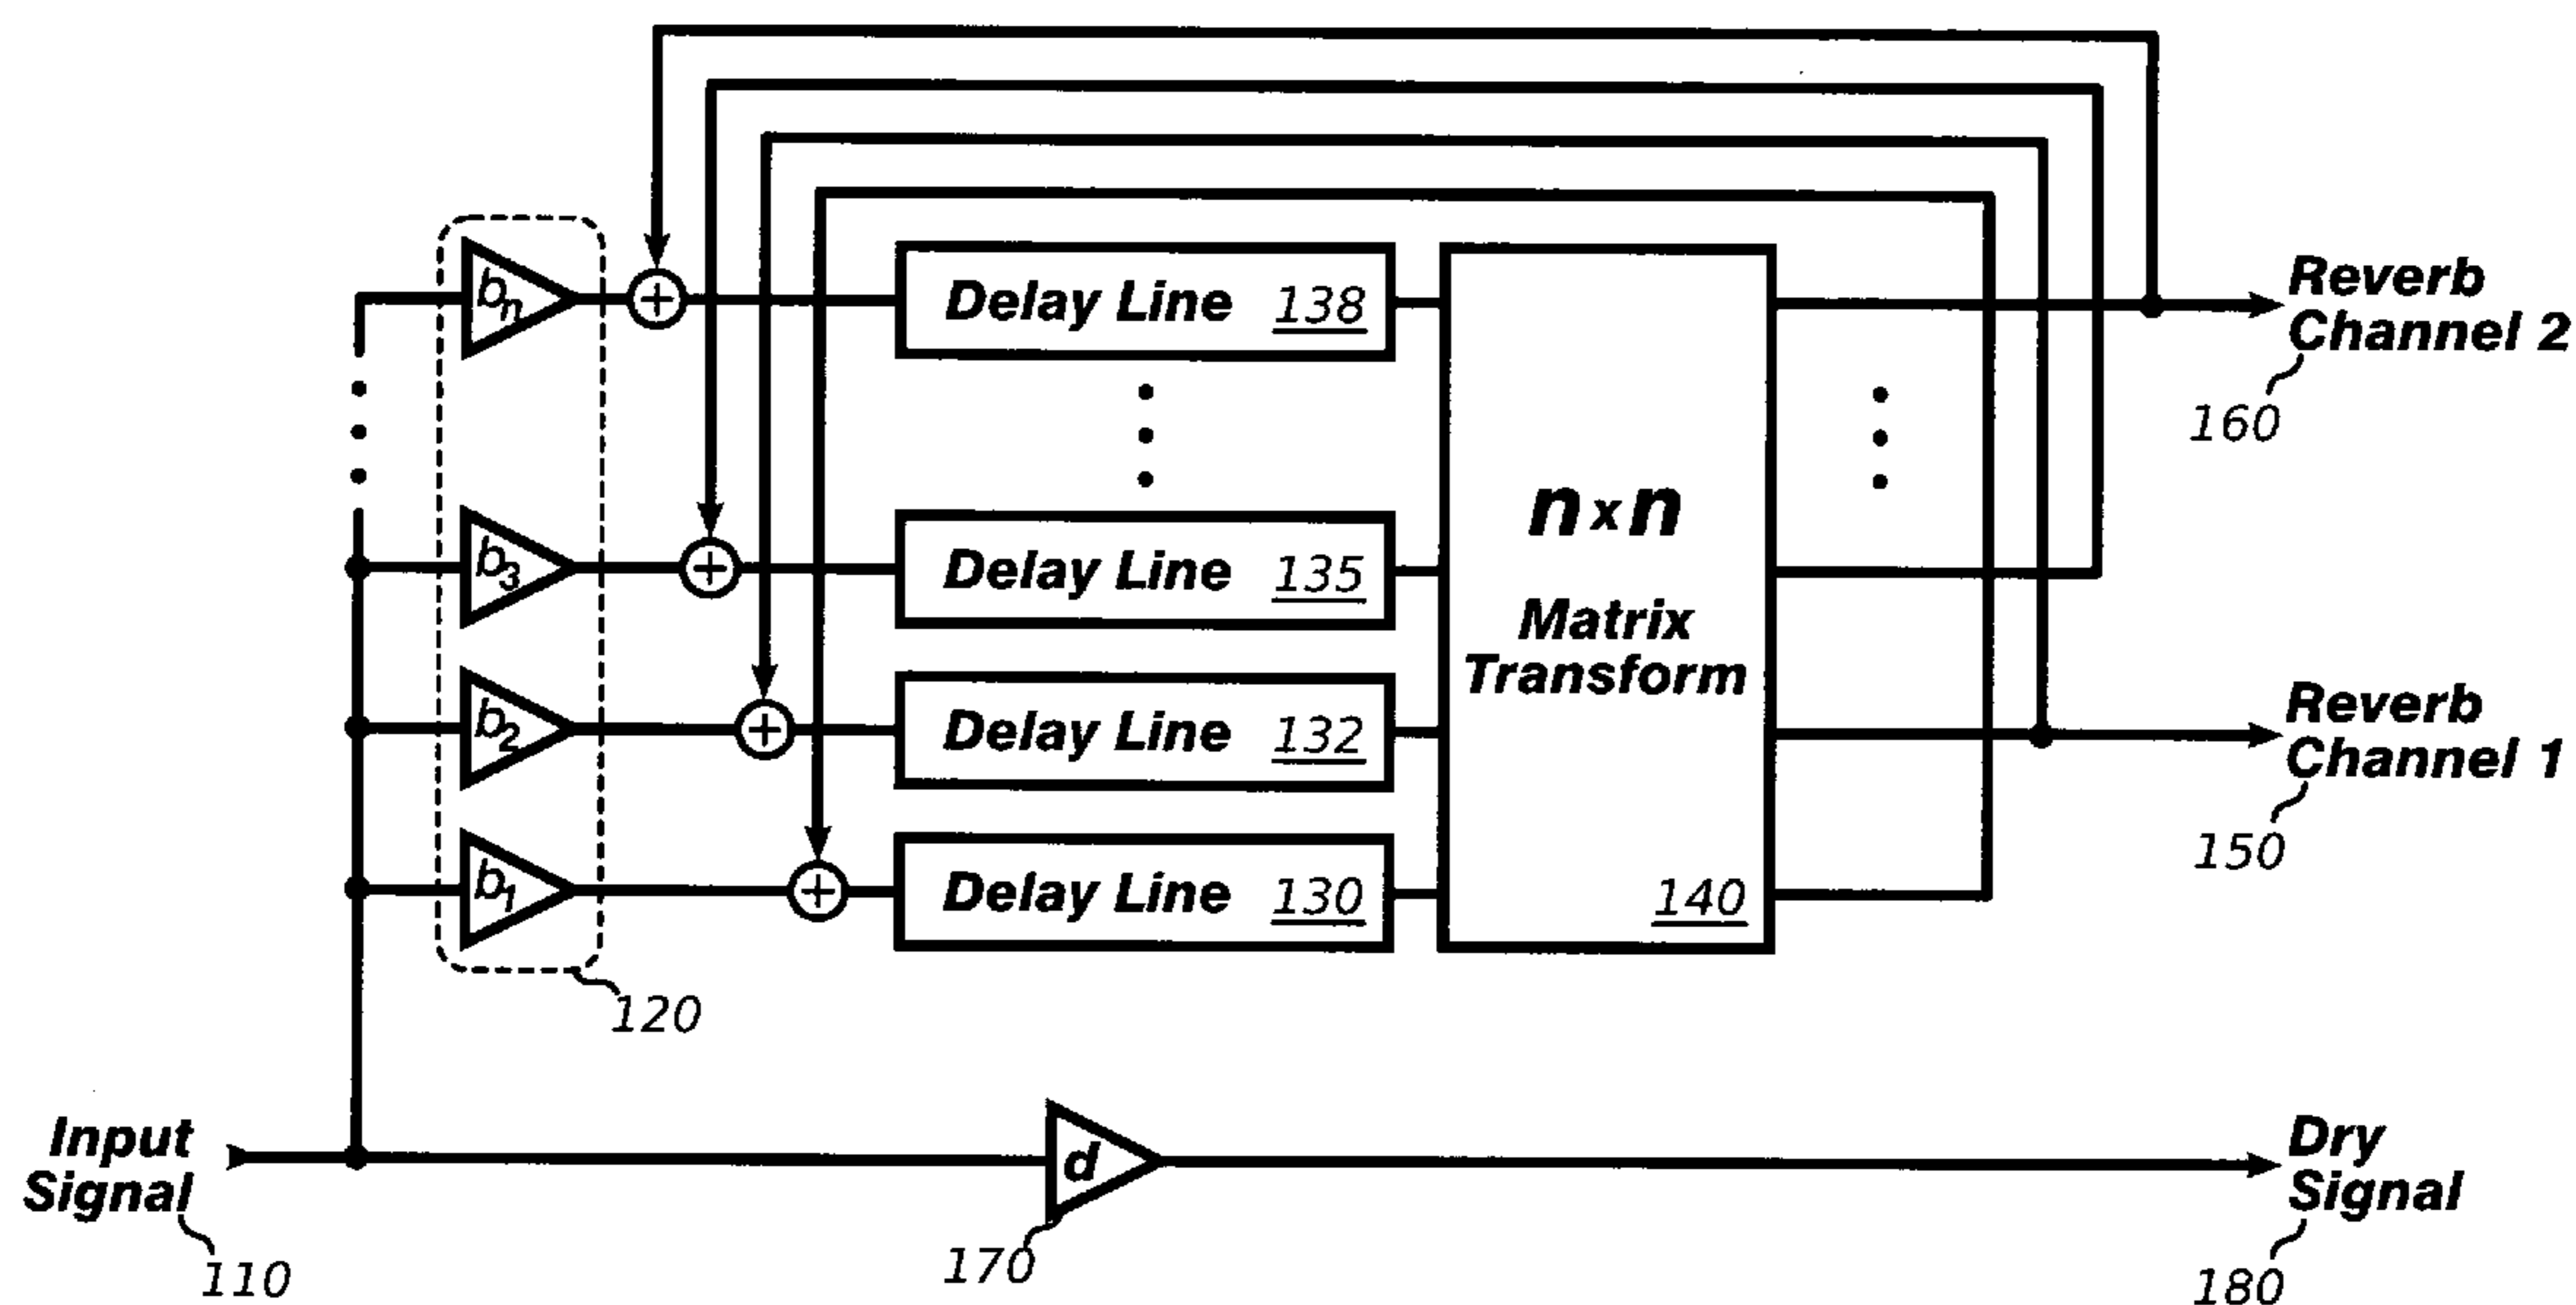 b_n
+
Delay Line 138
Reverb
Channel 2
160
n x n
Matrix
Transform
140
b_3
+
Delay Line 135
b_2
+
Delay Line 132
Reverb
Channel 1
150
b_1
+
Delay Line 130
120
Input
Signal
110
d
170
Dry
Signal
180